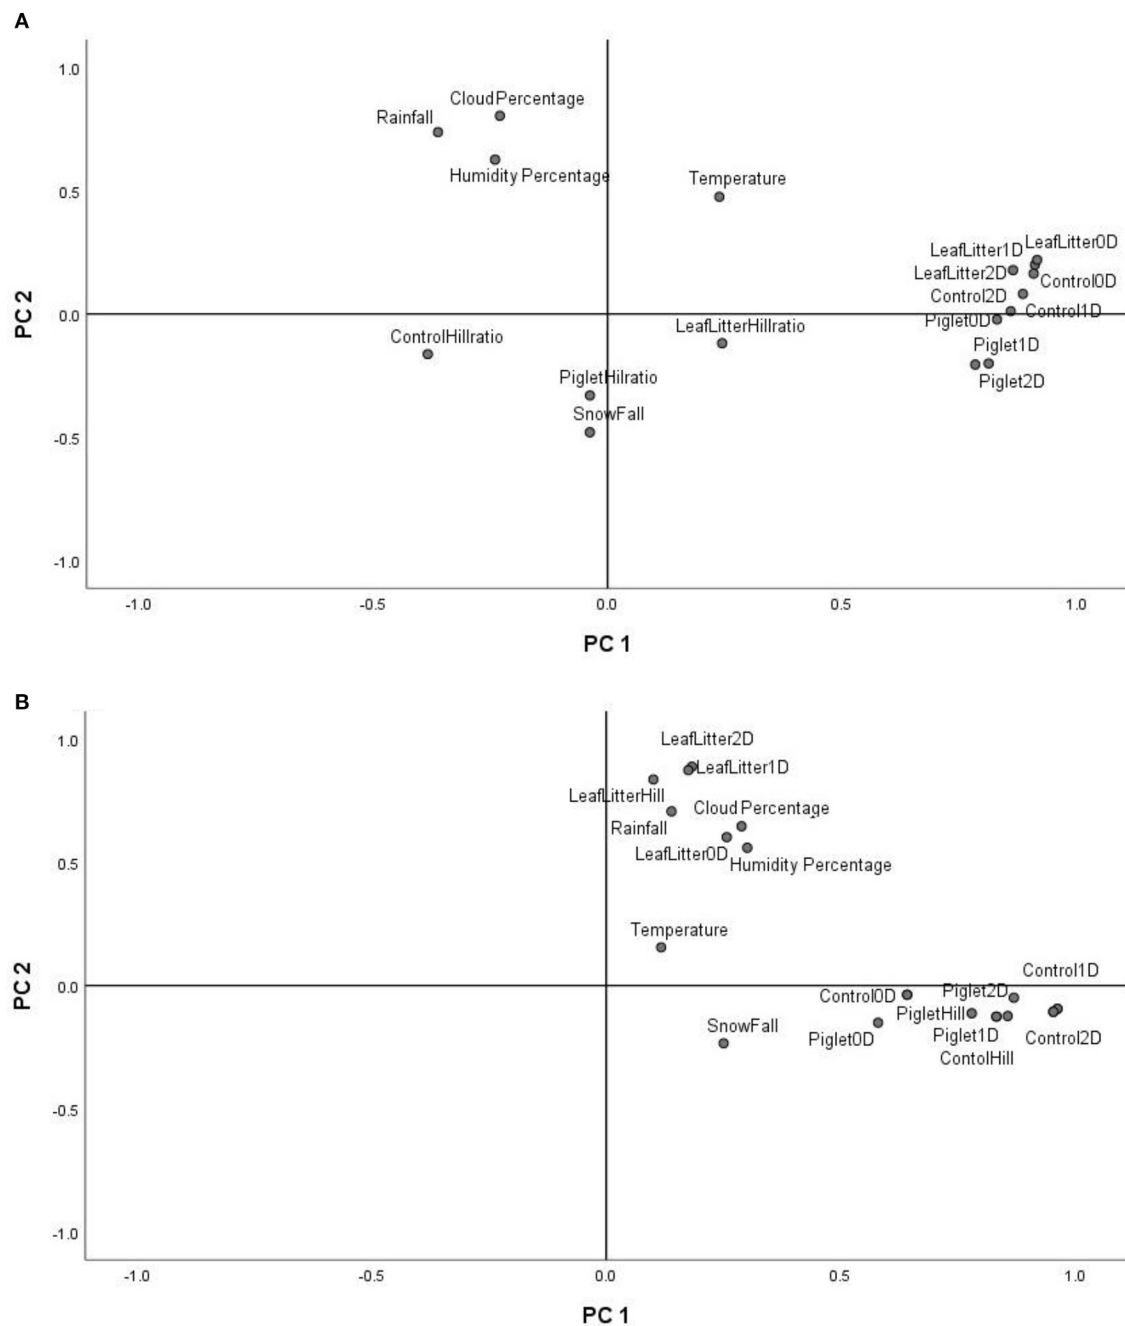 A
1.0
CloudPercentage
Rainfall
Humidity Percentage
0.5
Temperature
LeafLitter0D
LeafLitter1D
LeafLitter2D
Control0D
Control2D
PC 2
0.0
Control1D
Piglet0D
LeafLitterHillratio
ControlHillratio
Piglet1D
PigletHilratio
Piglet2D
SnowFall
-0.5
-1.0
-1.0 -0.5 0.0 0.5 1.0
PC 1
B
1.0
LeafLitter2D
LeafLitter1D
LeafLitterHill
Cloud Percentage
Rainfall
LeafLitter0D
0.5
Humidity Percentage
Temperature
PC 2
0.0
Control1D
Piglet2D
Control0D
PigletHill
SnowFall
Piglet1D
Piglet0D
Control2D
ContolHill
-0.5
-1.0
-1.0 -0.5 0.0 0.5 1.0
PC 1